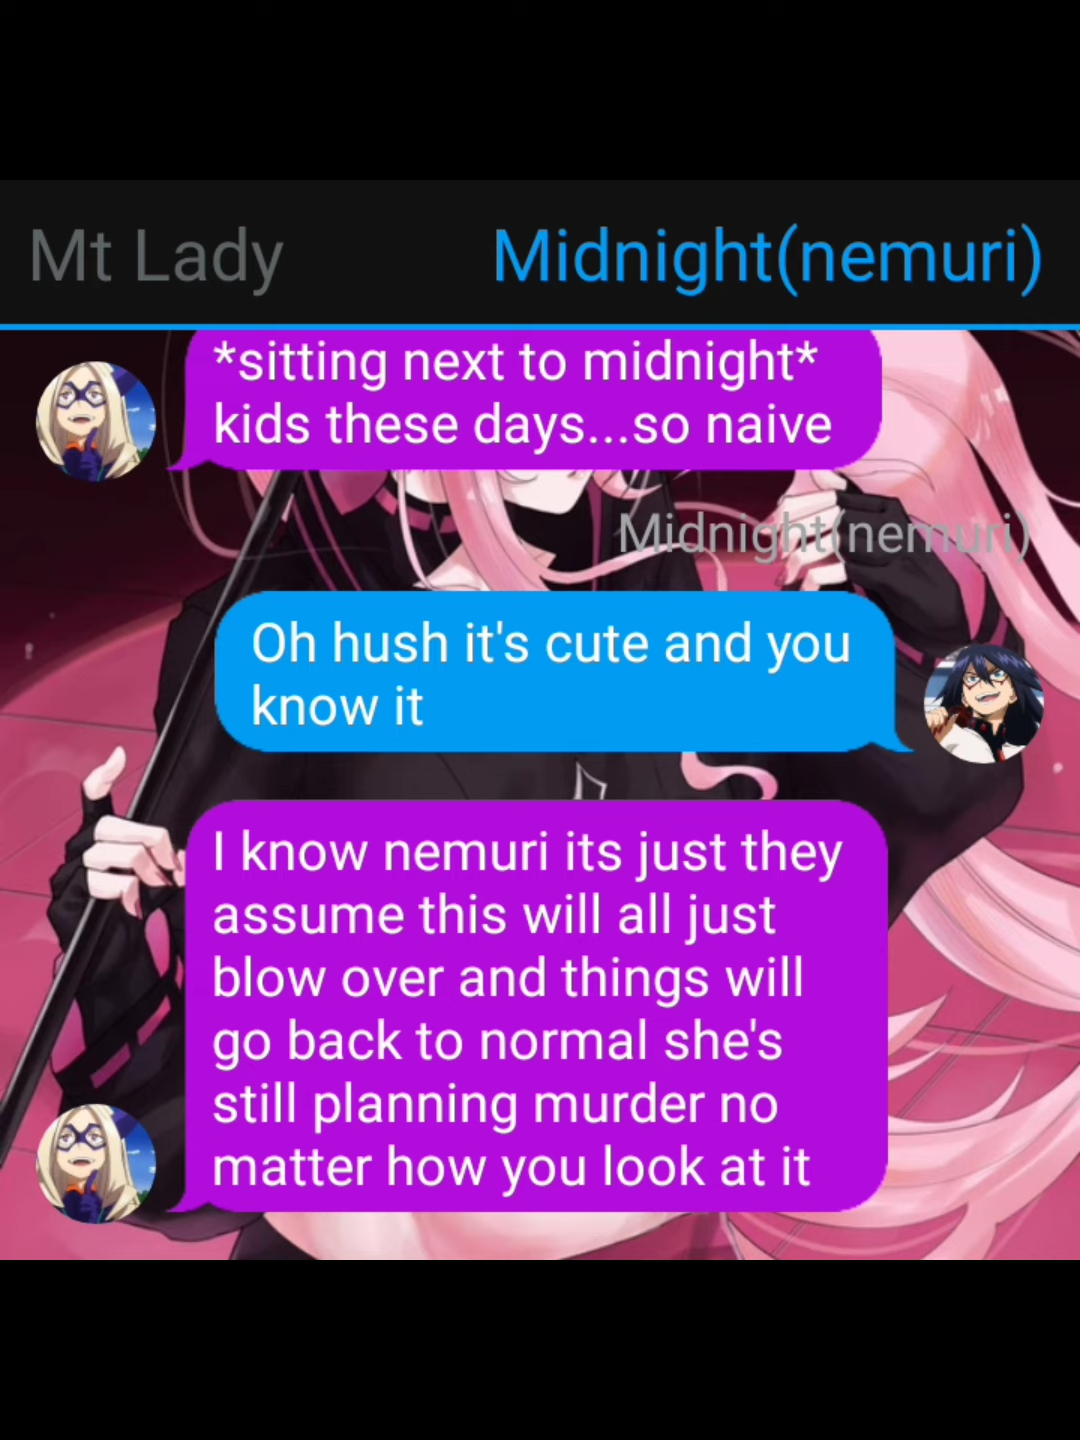 Mt Lady Midnight(nemuri)
*sitting next to midnight*
kids these days...so naive
Midnight(nemuri)
Oh hush it's cute and you
know it
I know nemuri its just they
assume this will all just
blow over and things will
go back to normal she's
still planning murder no
matter how you look at it